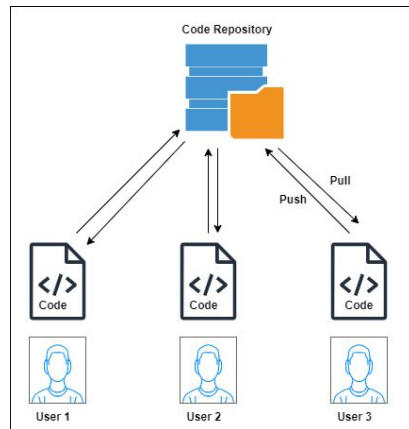 Code Repository
Pull
Push
</> </> </>
Code Code Code
User 1 User 2 User 3